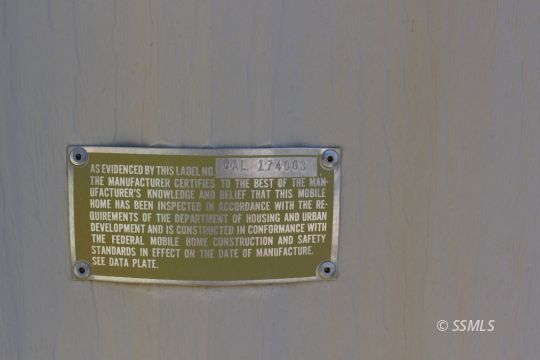 AS EVIDENCED BY THIS LABEL NO.
THE MANUFACTURER CERTIFIES TO THE BEST OF THE MAN-
UFACTURER'S KNOWLEDGE AND BELIEF THAT THIS MOBILE
HOME HAS BEEN INSPECTED IN ACCORDANCE WITH THE RE-
QUIREMENTS OF THE DEPARTMENT OF HOUSING AND URBAN
DEVELOPMENT AND IS CONSTRUCTED IN CONFORMANCE WITH
THE FEDERAL MOBILE HOME CONSTRUCTION AND SAFETY
STANDARDS IN EFFECT ON THE DATE OF MANUFACTURE.
SEE DATA PLATE.
© SSMLS